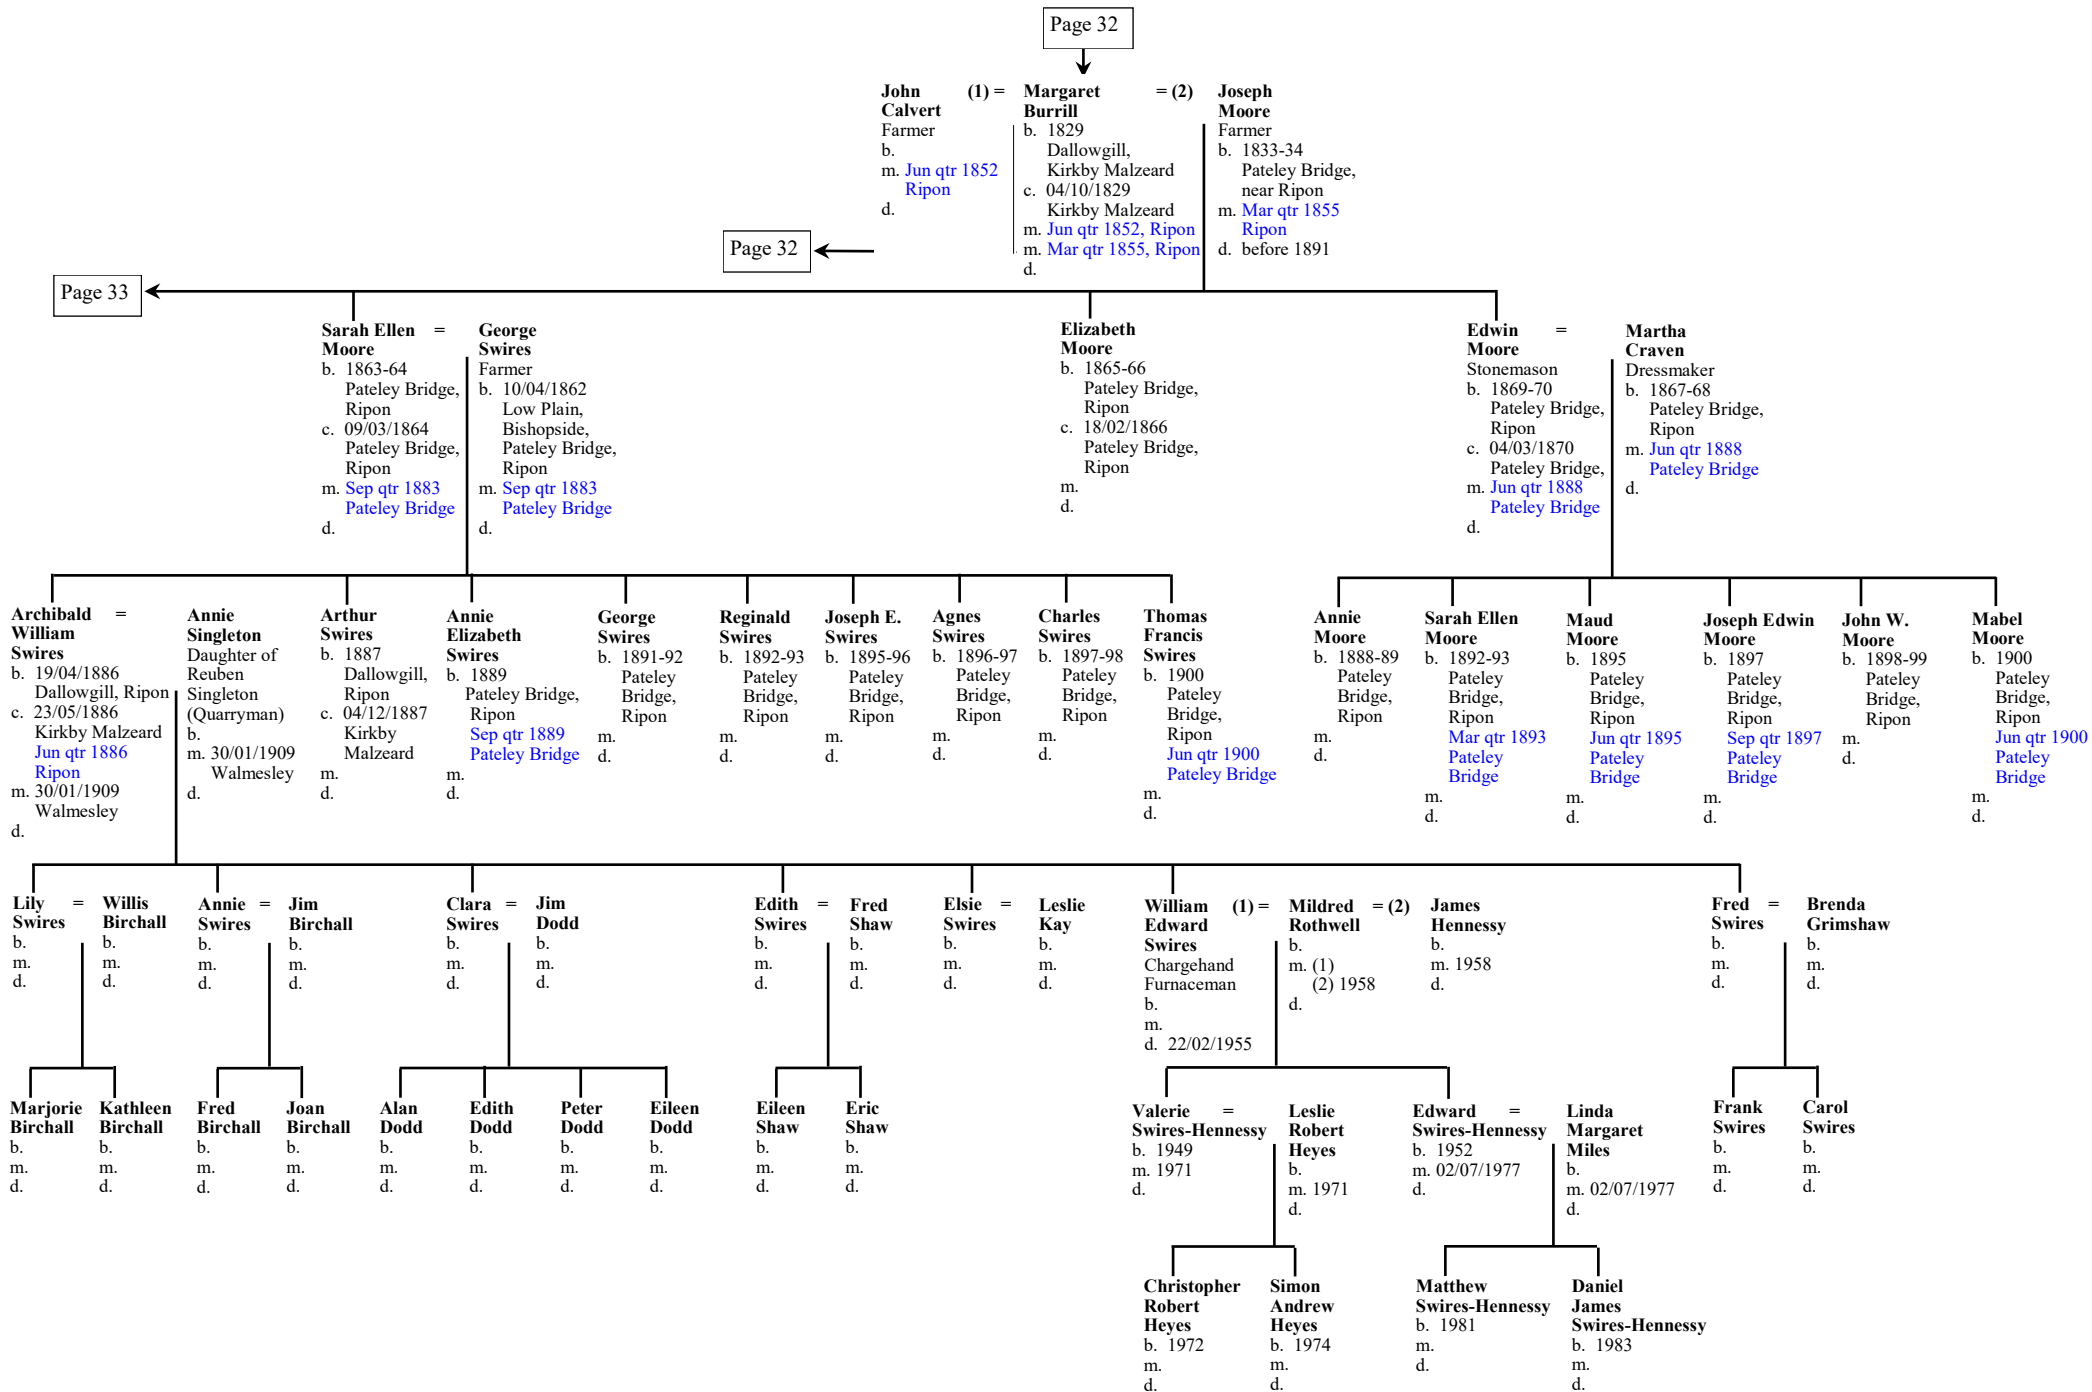 Page 32
John (1) =
Calvert
Farmer
b.
m. Jun qtr 1852
Ripon
d.
Margaret = (2)
Burrill
b. 1829
Dallowgill,
Kirkby Malzeard
c. 04/10/1829
Kirkby Malzeard
m. Jun qtr 1852, Ripon
m. Mar qtr 1855, Ripon
d.
Joseph
Moore
Farmer
b. 1833-34
Pateley Bridge,
near Ripon
m. Mar qtr 1855
Ripon
d. before 1891
Page 32
Page 33
Sarah Ellen =
Moore
b. 1863-64
Pateley Bridge,
Ripon
c. 09/03/1864
Pateley Bridge,
Ripon
m. Sep qtr 1883
Pateley Bridge
d.
George
Swires
Farmer
b. 10/04/1862
Low Plain,
Bishopside,
Pateley Bridge,
Ripon
m. Sep qtr 1883
Pateley Bridge
d.
Elizabeth
Moore
b. 1865-66
Pateley Bridge,
Ripon
c. 18/02/1866
Pateley Bridge,
Ripon
m.
d.
Edwin =
Moore
Stonemason
b. 1869-70
Pateley Bridge,
Ripon
c. 04/03/1870
Pateley Bridge,
m. Jun qtr 1888
Pateley Bridge
d.
Martha
Craven
Dressmaker
b. 1867-68
Pateley Bridge,
Ripon
m. Jun qtr 1888
Pateley Bridge
d.
Archibald =
William
Swires
b. 19/04/1886
Dallowgill, Ripon
c. 23/05/1886
Kirkby Malzeard
Jun qtr 1886
Ripon
m. 30/01/1909
Walmesley
d.
Annie
Singleton
Daughter of
Reuben
Singleton
(Quarryman)
b.
m. 30/01/1909
Walmesley
d.
Arthur
Swires
b. 1887
Dallowgill,
Ripon
c. 04/12/1887
Kirkby
Malzeard
m.
d.
Annie
Elizabeth
Swires
b. 1889
Pateley Bridge,
Ripon
Sep qtr 1889
Pateley Bridge
m.
d.
George
Swires
b. 1891-92
Pateley
Bridge,
Ripon
m.
d.
Reginald
Swires
b. 1892-93
Pateley
Bridge,
Ripon
m.
d.
Joseph E.
Swires
b. 1895-96
Pateley
Bridge,
Ripon
m.
d.
Agnes
Swires
b. 1896-97
Pateley
Bridge,
Ripon
m.
d.
Charles
Swires
b. 1897-98
Pateley
Bridge,
Ripon
m.
d.
Thomas
Francis
Swires
b. 1900
Pateley
Bridge,
Ripon
Jun qtr 1900
Pateley Bridge
m.
d.
Annie
Moore
b. 1888-89
Pateley
Bridge,
Ripon
m.
d.
Sarah Ellen
Moore
b. 1892-93
Pateley
Bridge,
Ripon
Mar qtr 1893
Pateley
Bridge
m.
d.
Maud
Moore
b. 1895
Pateley
Bridge,
Ripon
Jun qtr 1895
Pateley
Bridge
m.
d.
Joseph Edwin
Moore
b. 1897
Pateley
Bridge,
Ripon
Sep qtr 1897
Pateley
Bridge
m.
d.
John W.
Moore
b. 1898-99
Pateley
Bridge,
Ripon
m.
d.
Mabel
Moore
b. 1900
Pateley
Bridge,
Ripon
Jun qtr 1900
Pateley
Bridge
m.
d.
Lily =
Swires
b.
m.
d.
Willis
Birchall
b.
m.
d.
Annie =
Swires
b.
m.
d.
Jim
Birchall
b.
m.
d.
Clara =
Swires
b.
m.
d.
Jim
Dodd
b.
m.
d.
Edith =
Swires
b.
m.
d.
Fred
Shaw
b.
m.
d.
Elsie =
Swires
b.
m.
d.
Leslie
Kay
b.
m.
d.
William (1) =
Edward
Swires
Chargehand
Furnaceman
b.
m.
d. 22/02/1955
Mildred = (2)
Rothwell
b.
m. (1)
(2) 1958
d.
James
Hennessy
b.
m. 1958
d.
Fred =
Swires
b.
m.
d.
Brenda
Grimshaw
b.
m.
d.
Marjorie
Birchall
b.
m.
d.
Kathleen
Birchall
b.
m.
d.
Fred
Birchall
b.
m.
d.
Joan
Birchall
b.
m.
d.
Alan
Dodd
b.
m.
d.
Edith
Dodd
b.
m.
d.
Peter
Dodd
b.
m.
d.
Eileen
Dodd
b.
m.
d.
Eileen
Shaw
b.
m.
d.
Eric
Shaw
b.
m.
d.
Valerie =
Swires-Hennessy
b. 1949
m. 1971
d.
Leslie
Robert
Heyes
b.
m. 1971
d.
Edward =
Swires-Hennessy
b. 1952
m. 02/07/1977
d.
Linda
Margaret
Miles
b.
m. 02/07/1977
d.
Frank
Swires
b.
m.
d.
Carol
Swires
b.
m.
d.
Christopher
Robert
Heyes
b. 1972
m.
d.
Simon
Andrew
Heyes
b. 1974
m.
d.
Matthew
Swires-Hennessy
b. 1981
m.
d.
Daniel
James
Swires-Hennessy
b. 1983
m.
d.